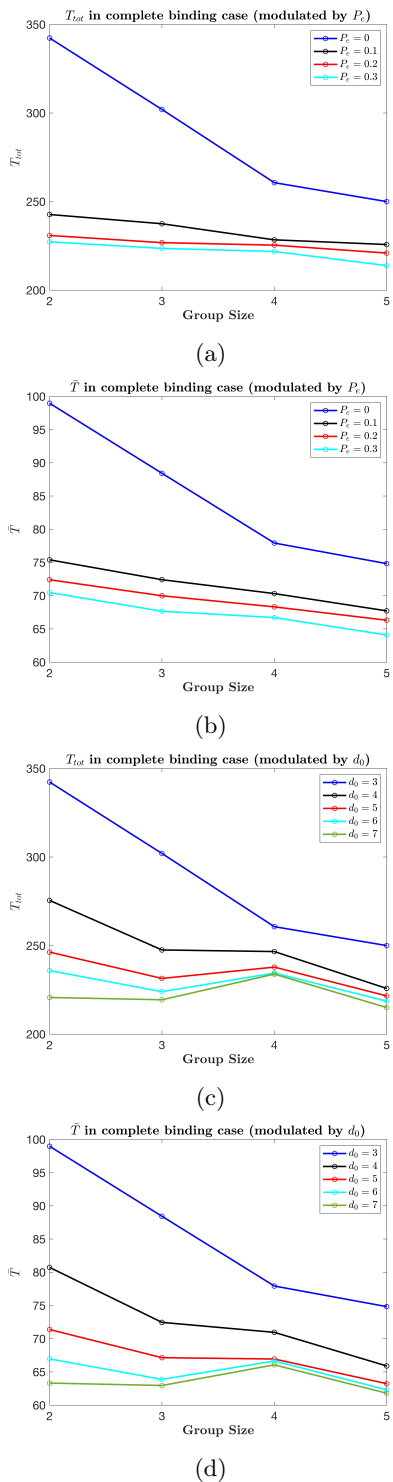 T_tot in complete binding case (modulated by P_e)
350
300
250
200
T_tot
P_e = 0
P_e = 0.1
P_e = 0.2
P_e = 0.3
2 3 4 5
Group Size
(a)
T̄ in complete binding case (modulated by P_e)
100
95
90
85
80
75
70
65
60
T̄
P_e = 0
P_e = 0.1
P_e = 0.2
P_e = 0.3
2 3 4 5
Group Size
(b)
T_tot in complete binding case (modulated by d_0)
350
300
250
200
T_tot
d_0 = 3
d_0 = 4
d_0 = 5
d_0 = 6
d_0 = 7
2 3 4 5
Group Size
(c)
T̄ in complete binding case (modulated by d_0)
100
95
90
85
80
75
70
65
60
T̄
d_0 = 3
d_0 = 4
d_0 = 5
d_0 = 6
d_0 = 7
2 3 4 5
Group Size
(d)